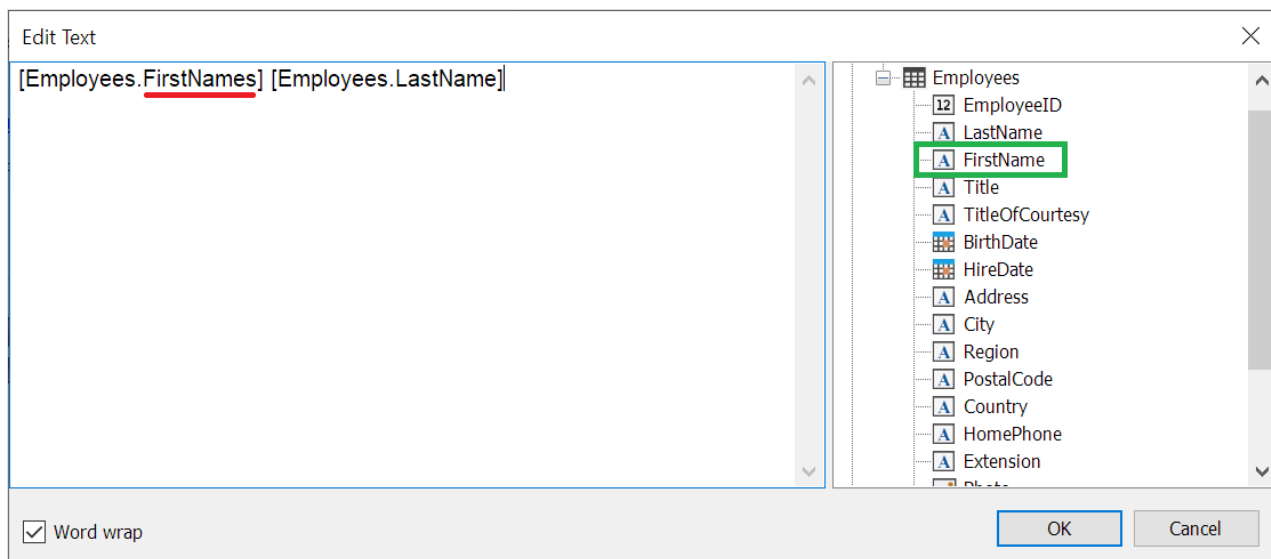 Edit Text
[Employees.FirstNames] [Employees.LastName]
Employees
12 EmployeeID
A LastName
A FirstName
A Title
A TitleOfCourtesy
BirthDate
HireDate
A Address
A City
A Region
A PostalCode
A Country
A HomePhone
A Extension
Word wrap
OK
Cancel